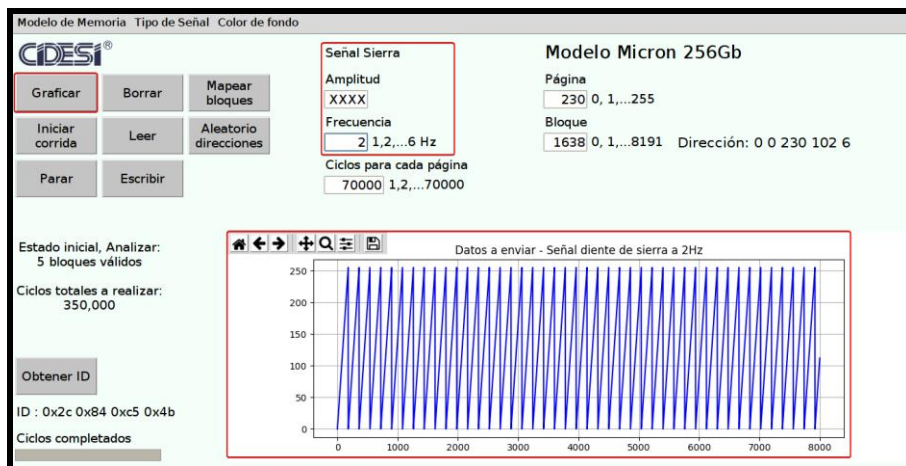 Modelo de Memoria Tipo de Señal Color de fondo
CIDESI®
Graficar
Borrar
Mapear
bloques
Iniciar
corrida
Leer
Aleatorio
direcciones
Parar
Escribir
Señal Sierra
Amplitud
XXXX
Frecuencia
2 1,2,...6 Hz
Ciclos para cada página
70000 1,2,...70000
Modelo Micron 256Gb
Página
230 0, 1,...255
Bloque
1638 0, 1,...8191 Dirección: 0 0 230 102 6
Estado inicial, Analizar:
5 bloques válidos
Ciclos totales a realizar:
350,000
Obtener ID
ID : 0x2c 0x84 0xc5 0x4b
Ciclos completados
Datos a enviar - Señal diente de sierra a 2Hz
250
200
150
100
50
0
0 1000 2000 3000 4000 5000 6000 7000 8000